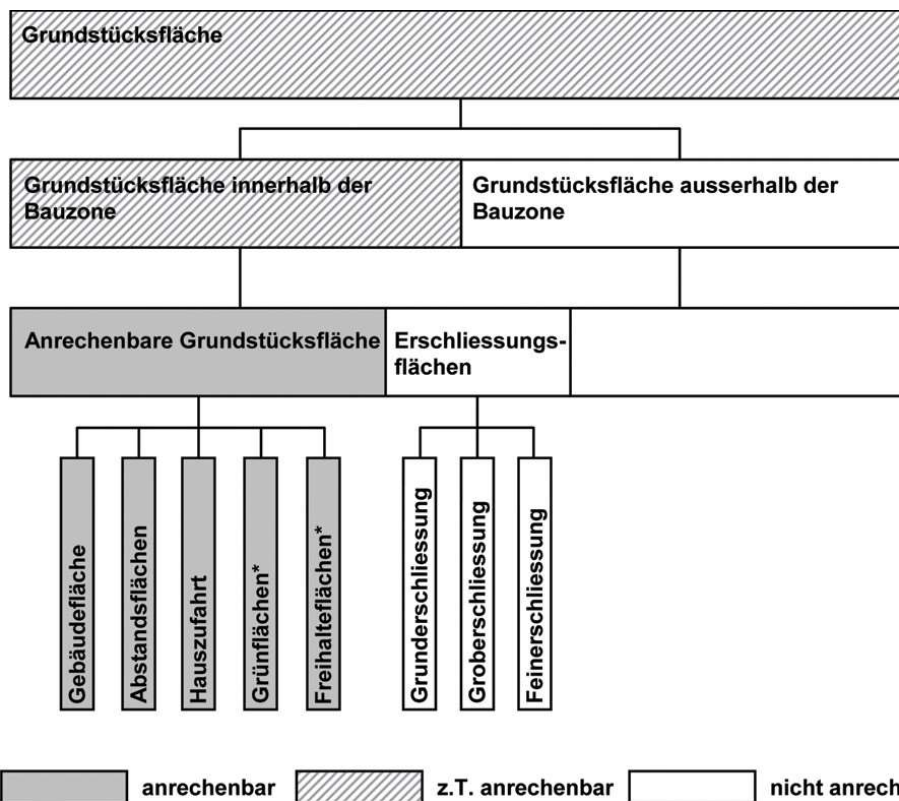 Grundstücksfläche
Grundstücksfläche innerhalb der
Bauzone
Grundstücksfläche ausserhalb der
Bauzone
Anrechenbare Grundstücksfläche
Erschliessungs-
flächen
Gebäudefläche
Abstandsflächen
Hauszufahrt
Grünflächen*
Freihalteflächen*
Grunderschliessung
Groberschliessung
Feinerschliessung
anrechenbar
z.T. anrechenbar
nicht anrech